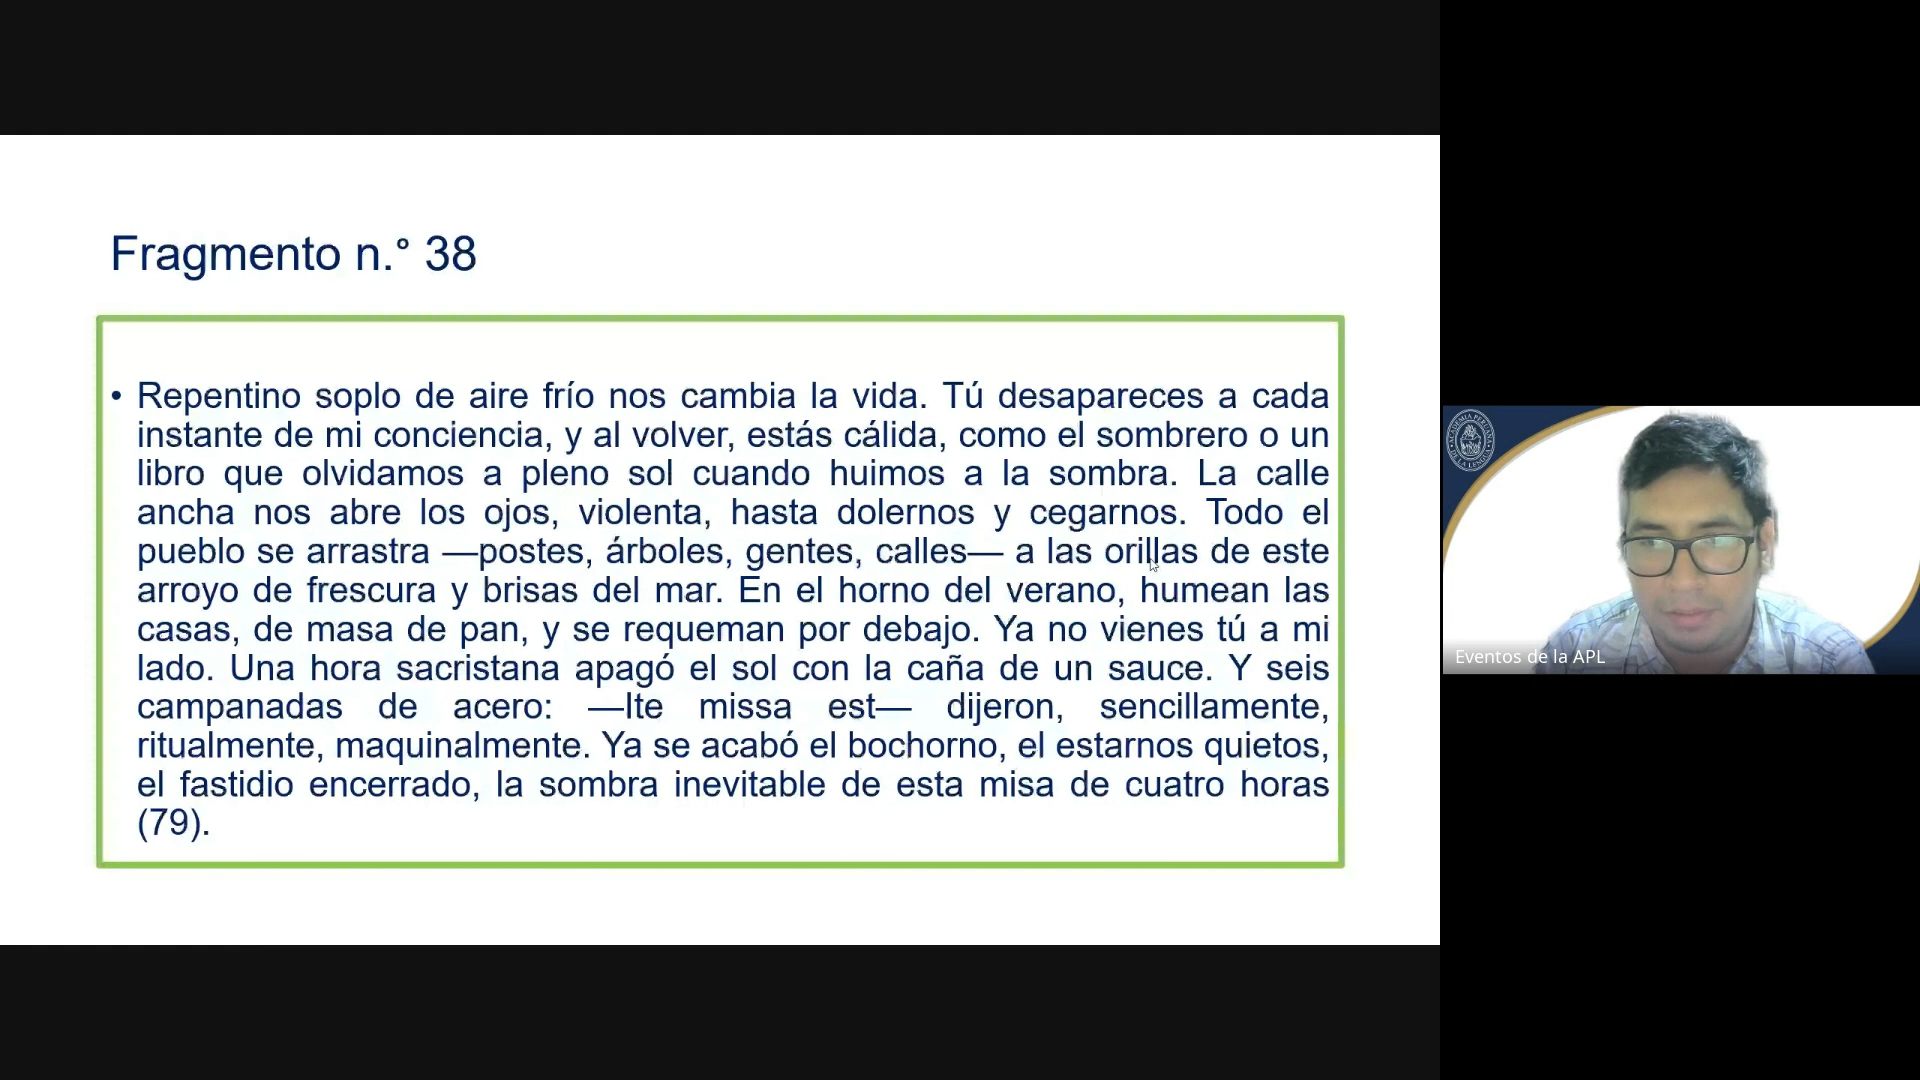 Fragmento n.° 38
• Repentino soplo de aire frío nos cambia la vida. Tú desapareces a cada
instante de mi conciencia, y al volver, estás cálida, como el sombrero o un
libro que olvidamos a pleno sol cuando huimos a la sombra. La calle
ancha nos abre los ojos, violenta, hasta dolernos y cegarnos. Todo el
pueblo se arrastra —postes, árboles, gentes, calles— a las orillas de este
arroyo de frescura y brisas del mar. En el horno del verano, humean las
casas, de masa de pan, y se requeman por debajo. Ya no vienes tú a mi
lado. Una hora sacristana apagó el sol con la caña de un sauce. Y seis
campanadas de acero: —Ite missa est— dijeron, sencillamente,
ritualmente, maquinalmente. Ya se acabó el bochorno, el estarnos quietos,
el fastidio encerrado, la sombra inevitable de esta misa de cuatro horas
(79).
ACADEMIA PERUANA DE LA LENGUA
Eventos de la APL